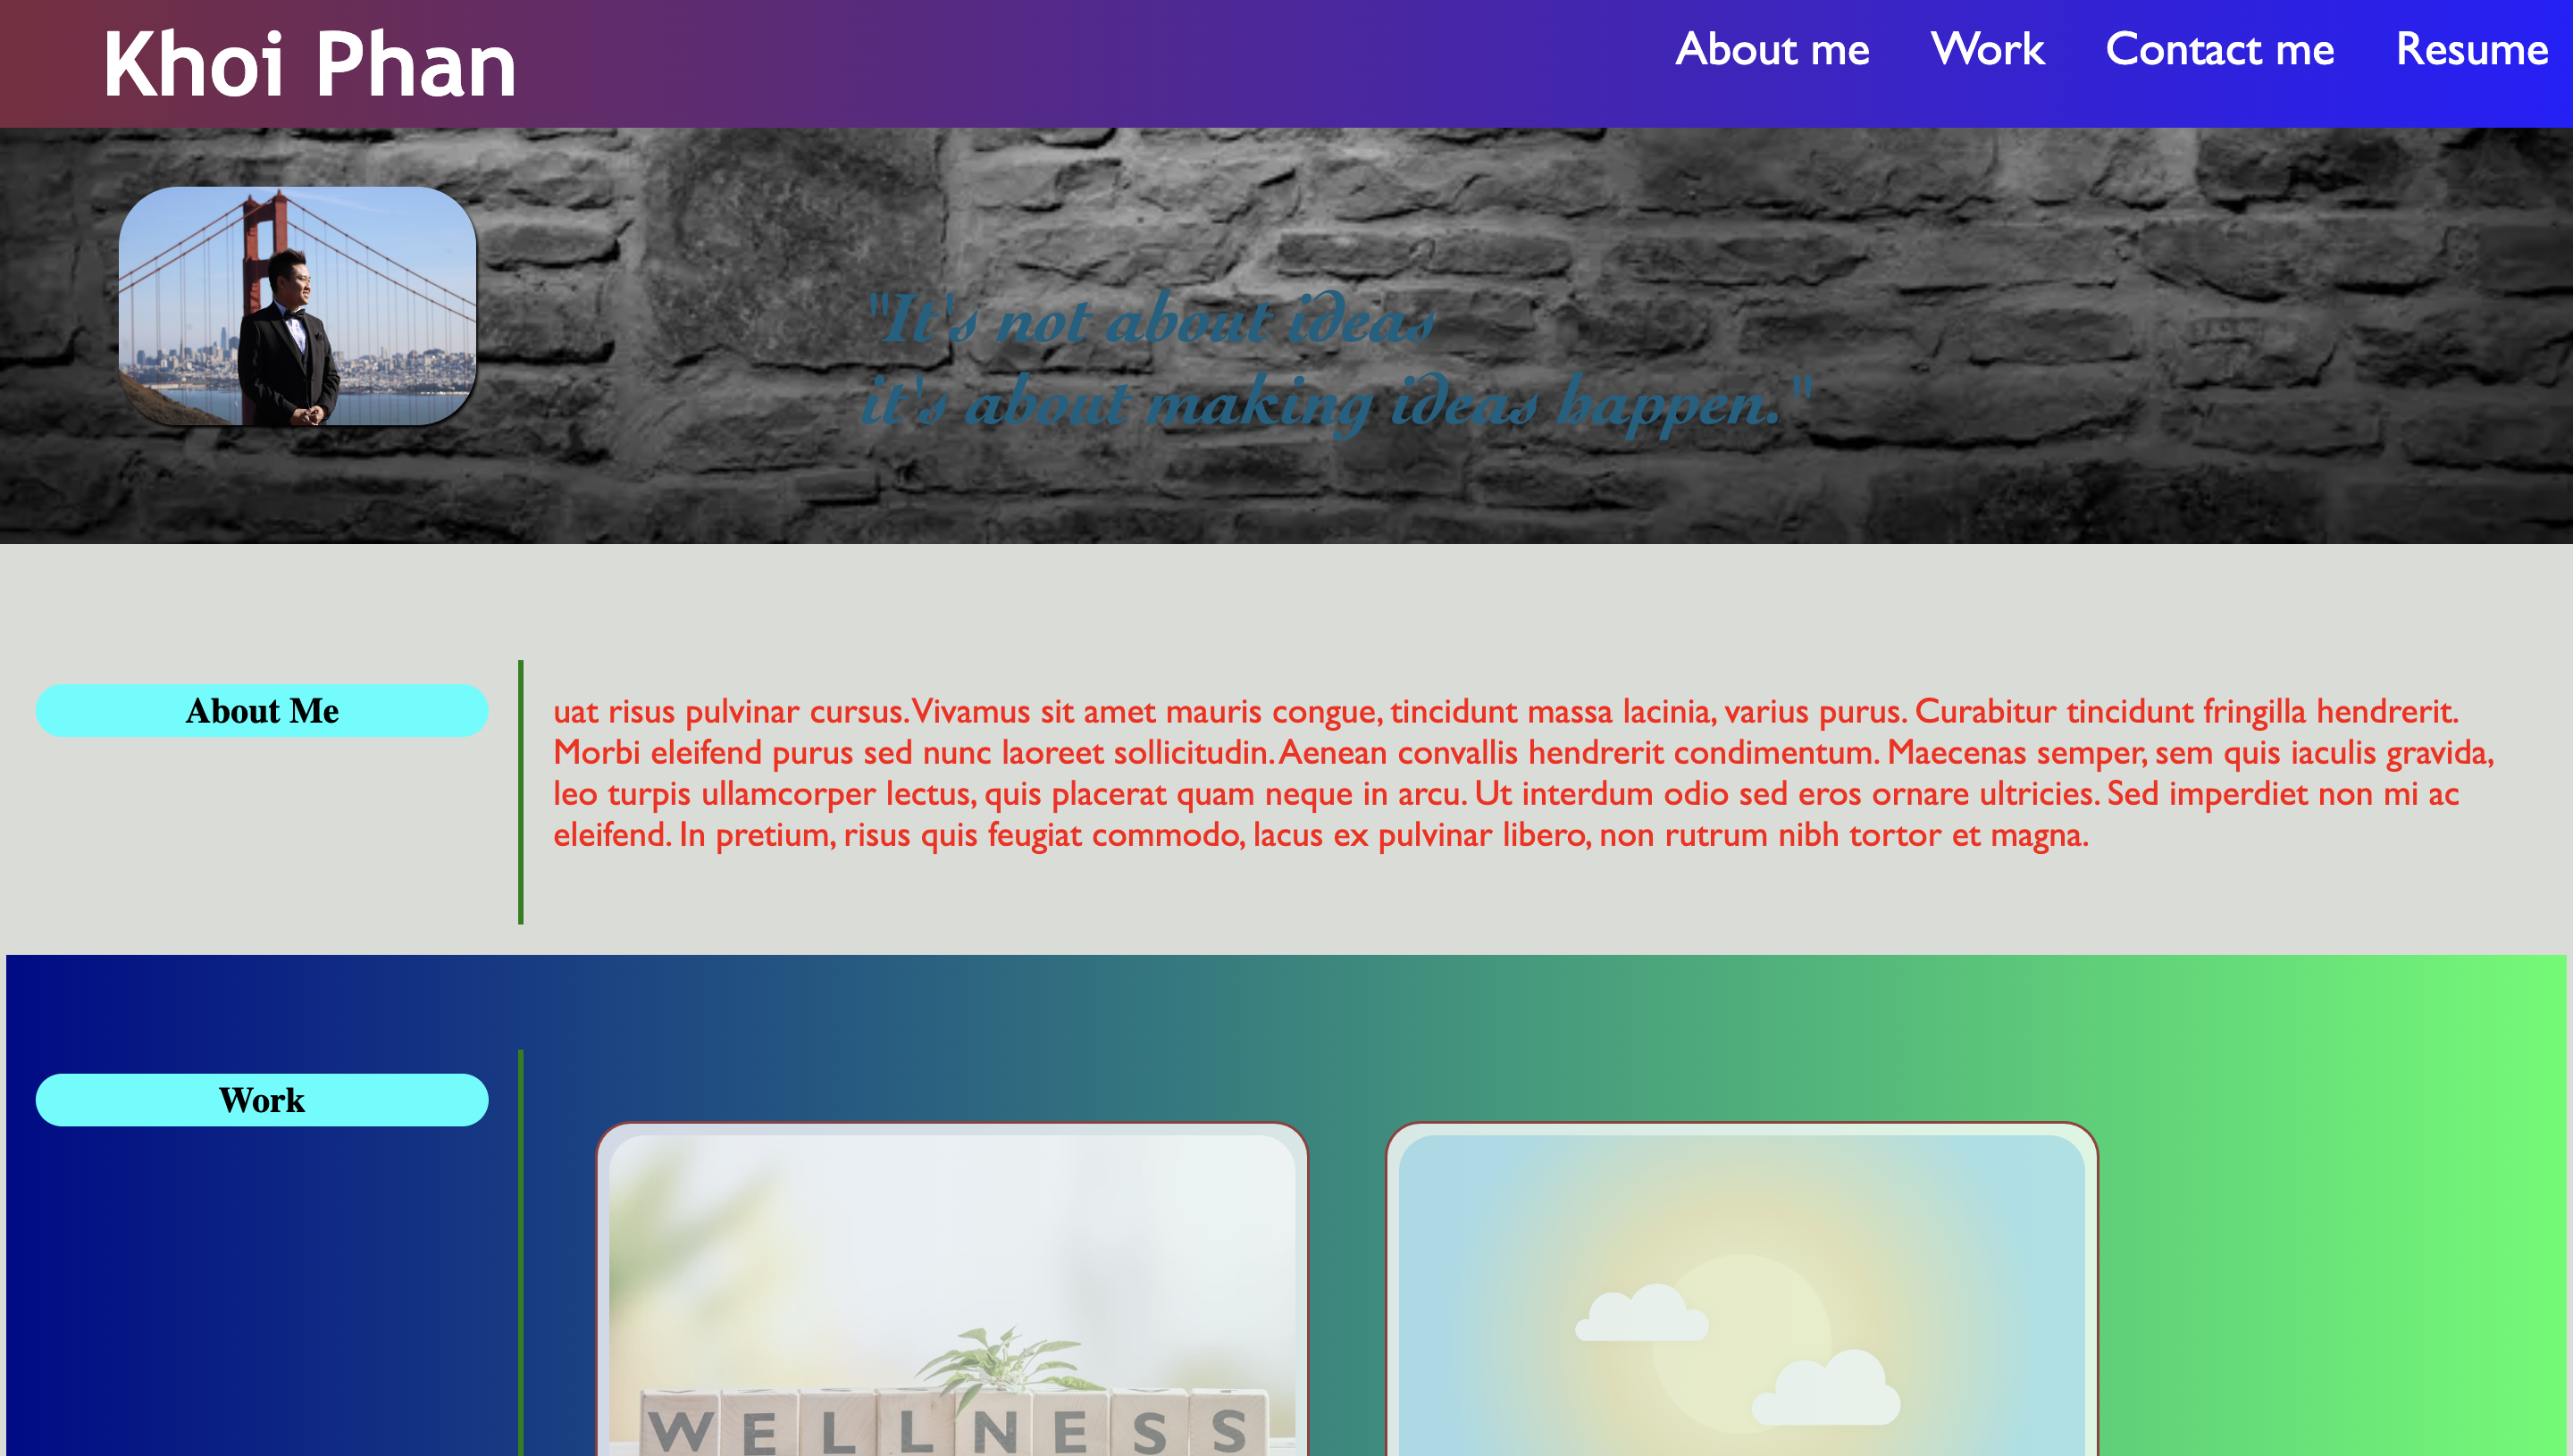 Khoi Phan
About me Work Contact me Resume
"It's not about ideas
it's about making ideas happen."
About Me
uat risus pulvinar cursus. Vivamus sit amet mauris congue, tincidunt massa lacinia, varius purus. Curabitur tincidunt fringilla hendrerit.
Morbi eleifend purus sed nunc laoreet sollicitudin. Aenean convallis hendrerit condimentum. Maecenas semper, sem quis iaculis gravida,
leo turpis ullamcorper lectus, quis placerat quam neque in arcu. Ut interdum odio sed eros ornare ultricies. Sed imperdiet non mi ac
eleifend. In pretium, risus quis feugiat commodo, lacus ex pulvinar libero, non rutrum nibh tortor et magna.
Work
WELLNESS